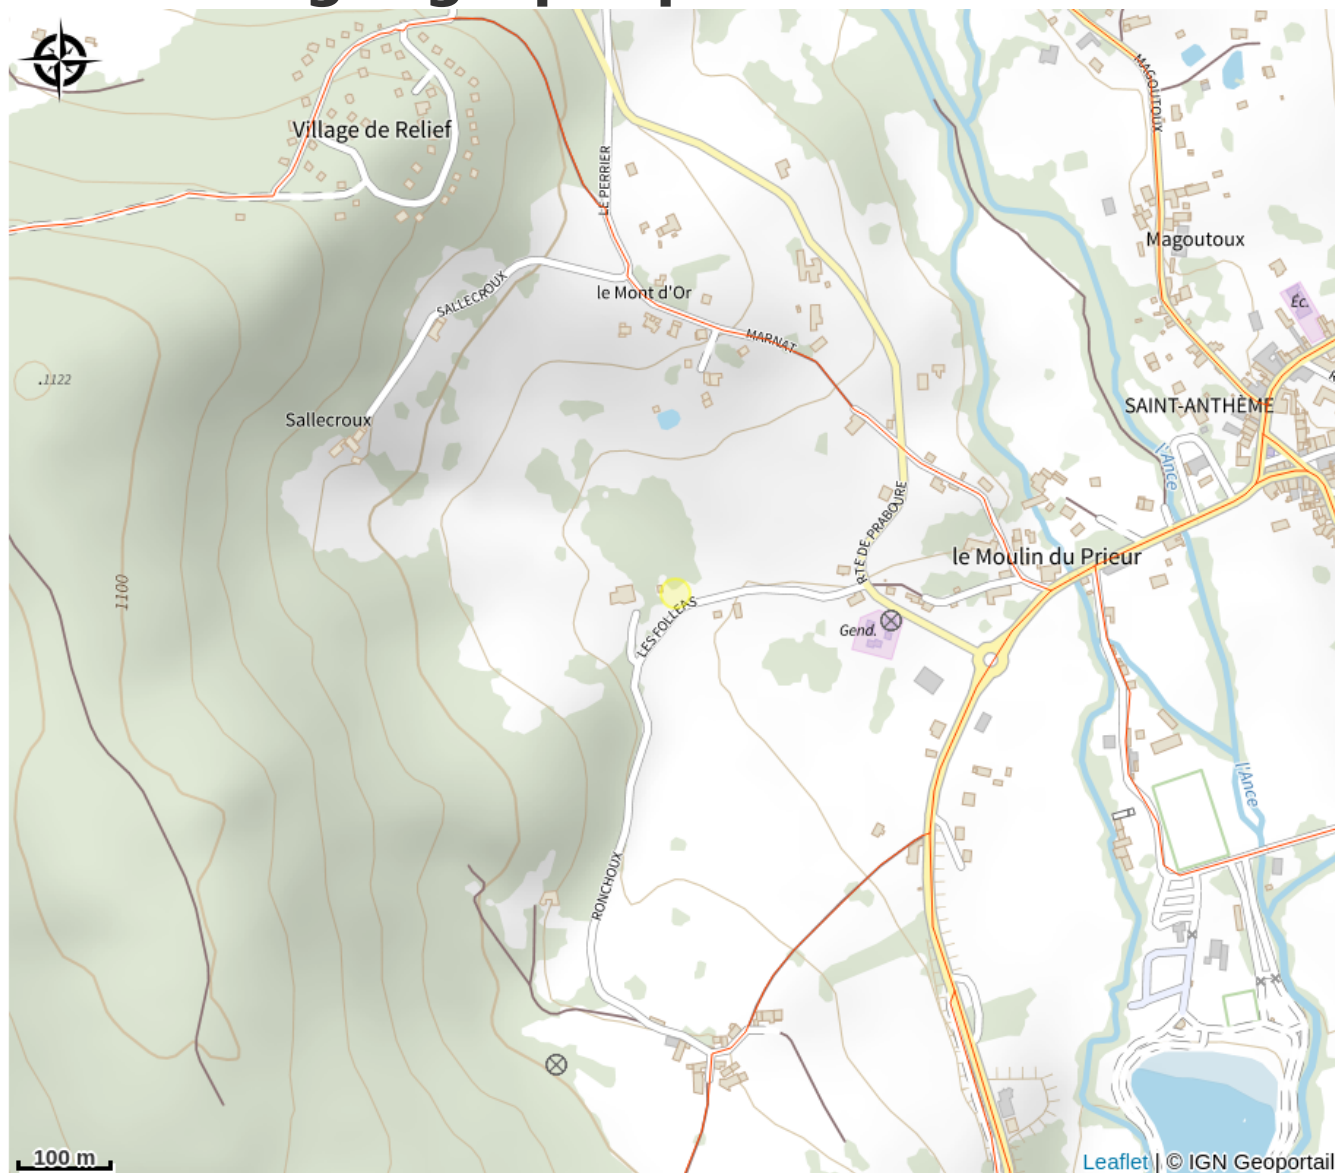 MAGOUTOUX
Village de Relief
LE PERRIER
Magoutoux
SALLECROUX
le Mont d'Or
Éc.
MARNAT
.1122
SAINT-ANTHÈME
Sallecroux
l'Ance
RTE DE PRABOURE
le Moulin du Prieur
1100
LES FOLLEAS
Gend.
l'Ance
RONCHOUX
100 m
Leaflet | © IGN Geoportail